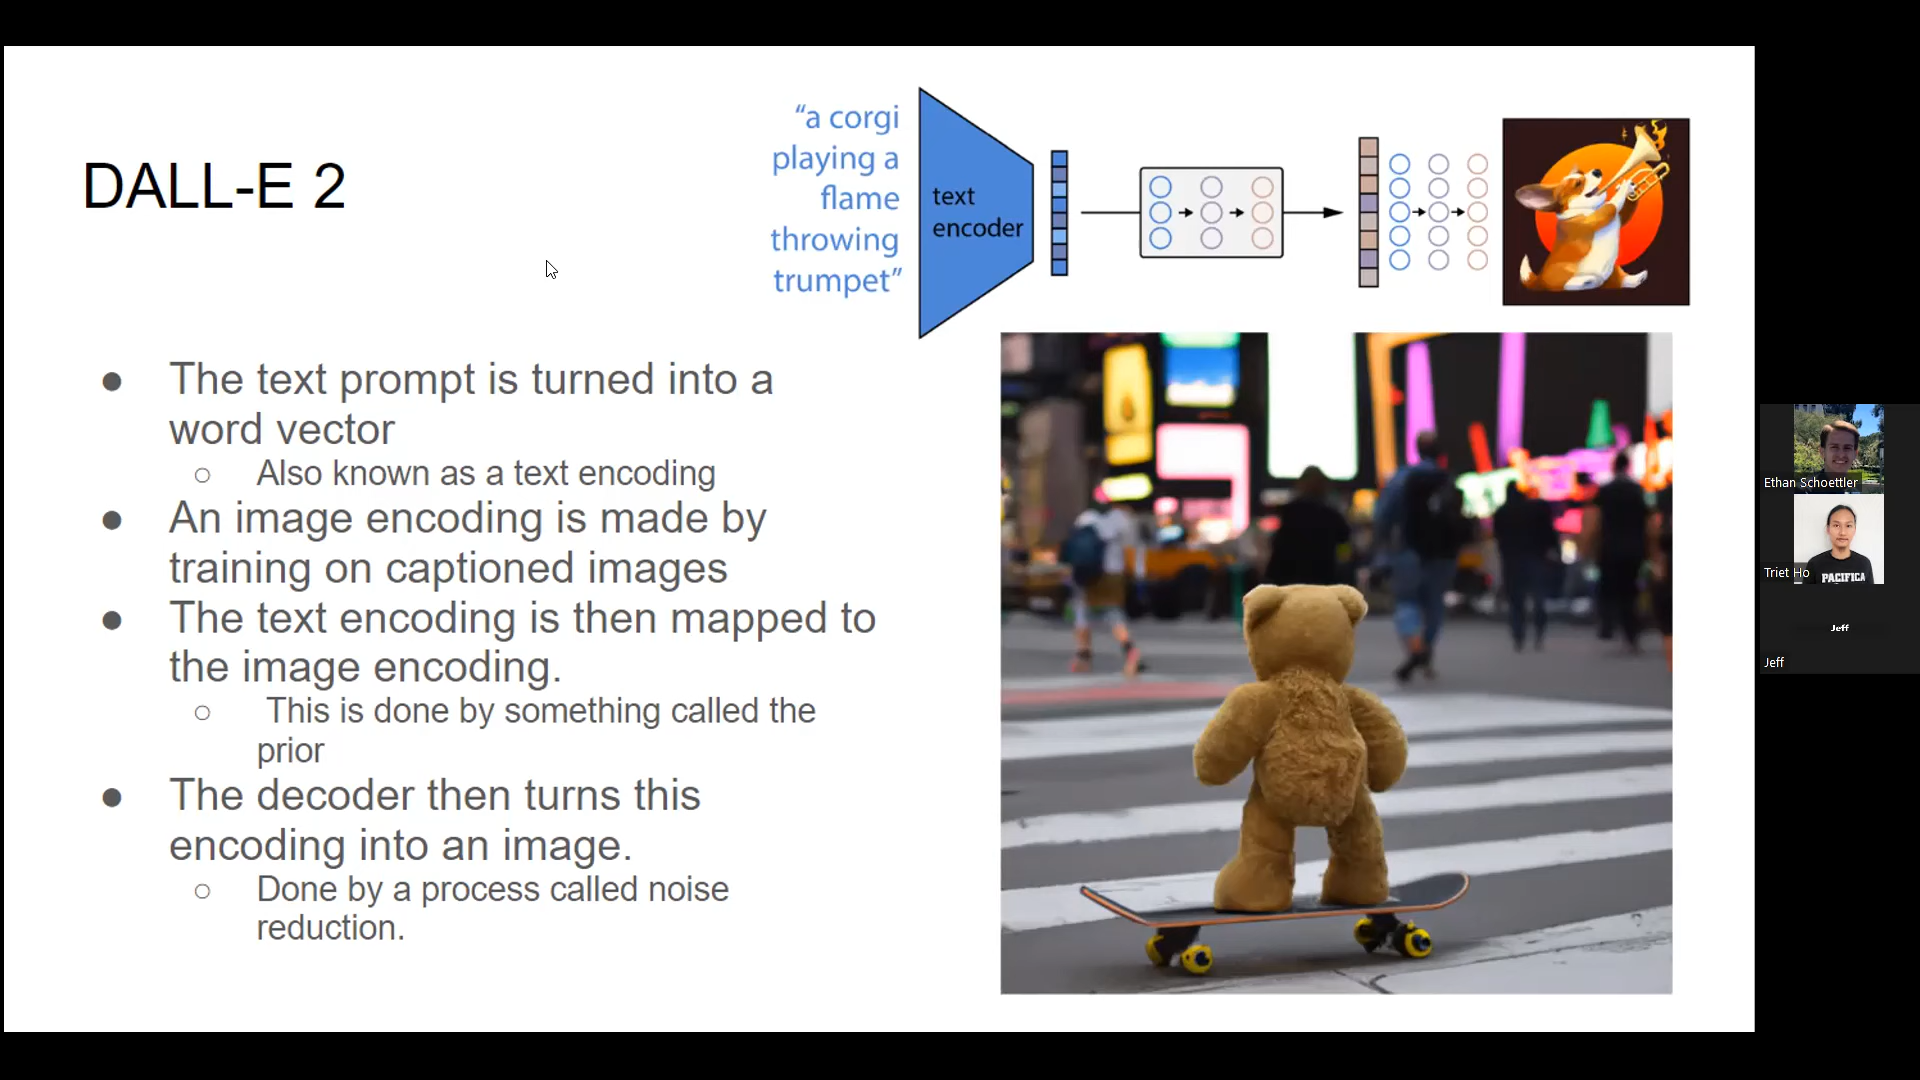 DALL-E 2
“a corgi
playing a
flame
throwing
trumpet”
text
encoder
● The text prompt is turned into a
word vector
○ Also known as a text encoding
● An image encoding is made by
training on captioned images
● The text encoding is then mapped to
the image encoding.
○ This is done by something called the
prior
● The decoder then turns this
encoding into an image.
○ Done by a process called noise
reduction.
Ethan Schoettler
PACIFICA
Triet Ho
Jeff
Jeff